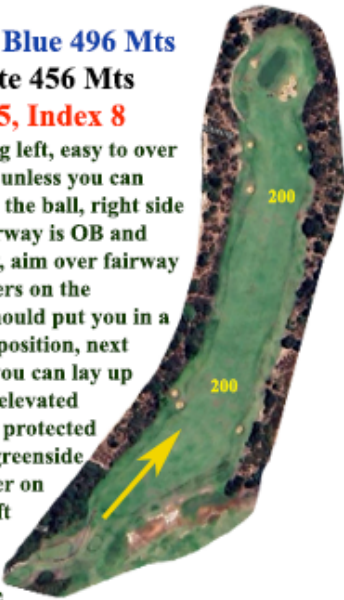 Blue 496 Mts
te 456 Mts
5, Index 8
g left, easy to over
unless you can
the ball, right side
rway is OB and
, aim over fairway
ers on the
ould put you in a
position, next
ou can lay up
elevated
protected
greenside
er on
ft
200
200